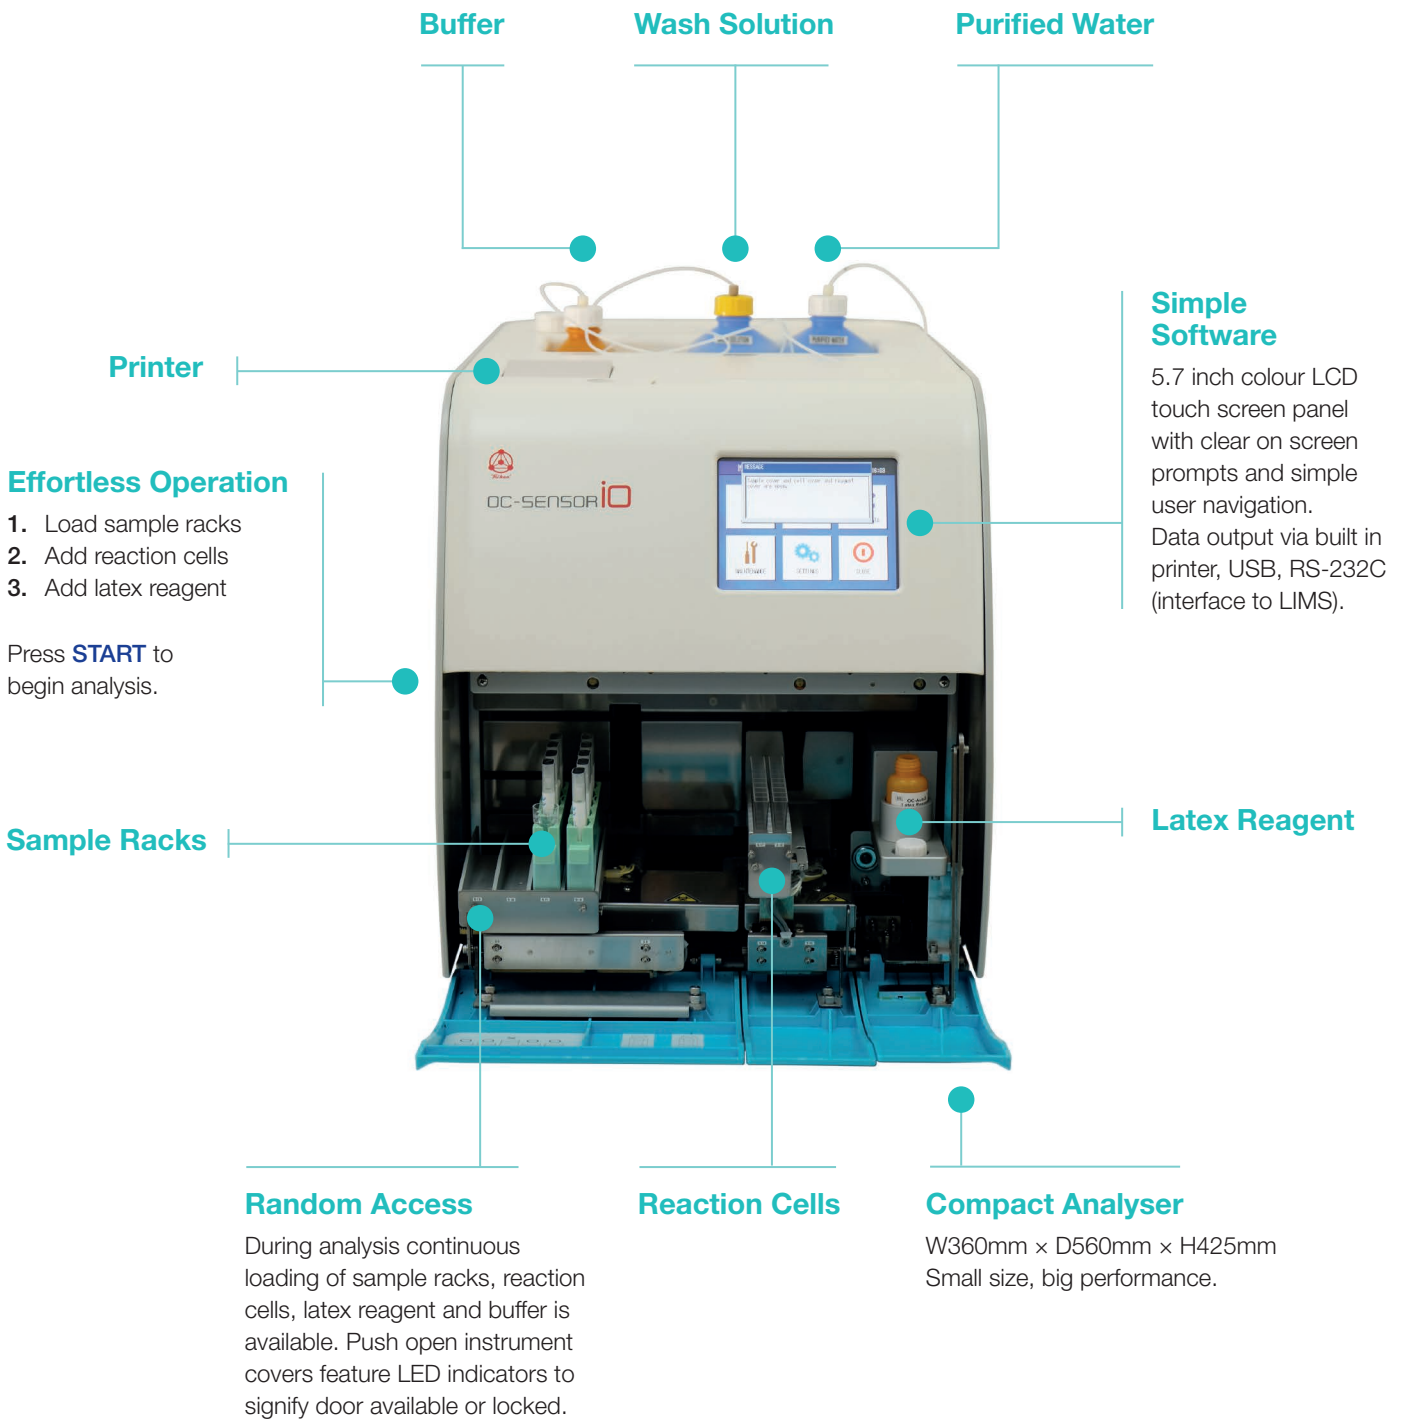 Buffer
Wash Solution
Purified Water
Simple
Software
5.7 inch colour LCD
touch screen panel
with clear on screen
prompts and simple
user navigation.
Data output via built in
printer, USB, RS-232C
(interface to LIMS).
Printer
Effortless Operation
1. Load sample racks
2. Add reaction cells
3. Add latex reagent
Press START to
begin analysis.
OC-SENSOR iO
MESSAGE
MAINTENANCE
SETTINGS
PURIFIED WATER
Sample Racks
Latex Reagent
Random Access
During analysis continuous
loading of sample racks, reaction
cells, latex reagent and buffer is
available. Push open instrument
covers feature LED indicators to
signify door available or locked.
Reaction Cells
Compact Analyser
W360mm × D560mm × H425mm
Small size, big performance.